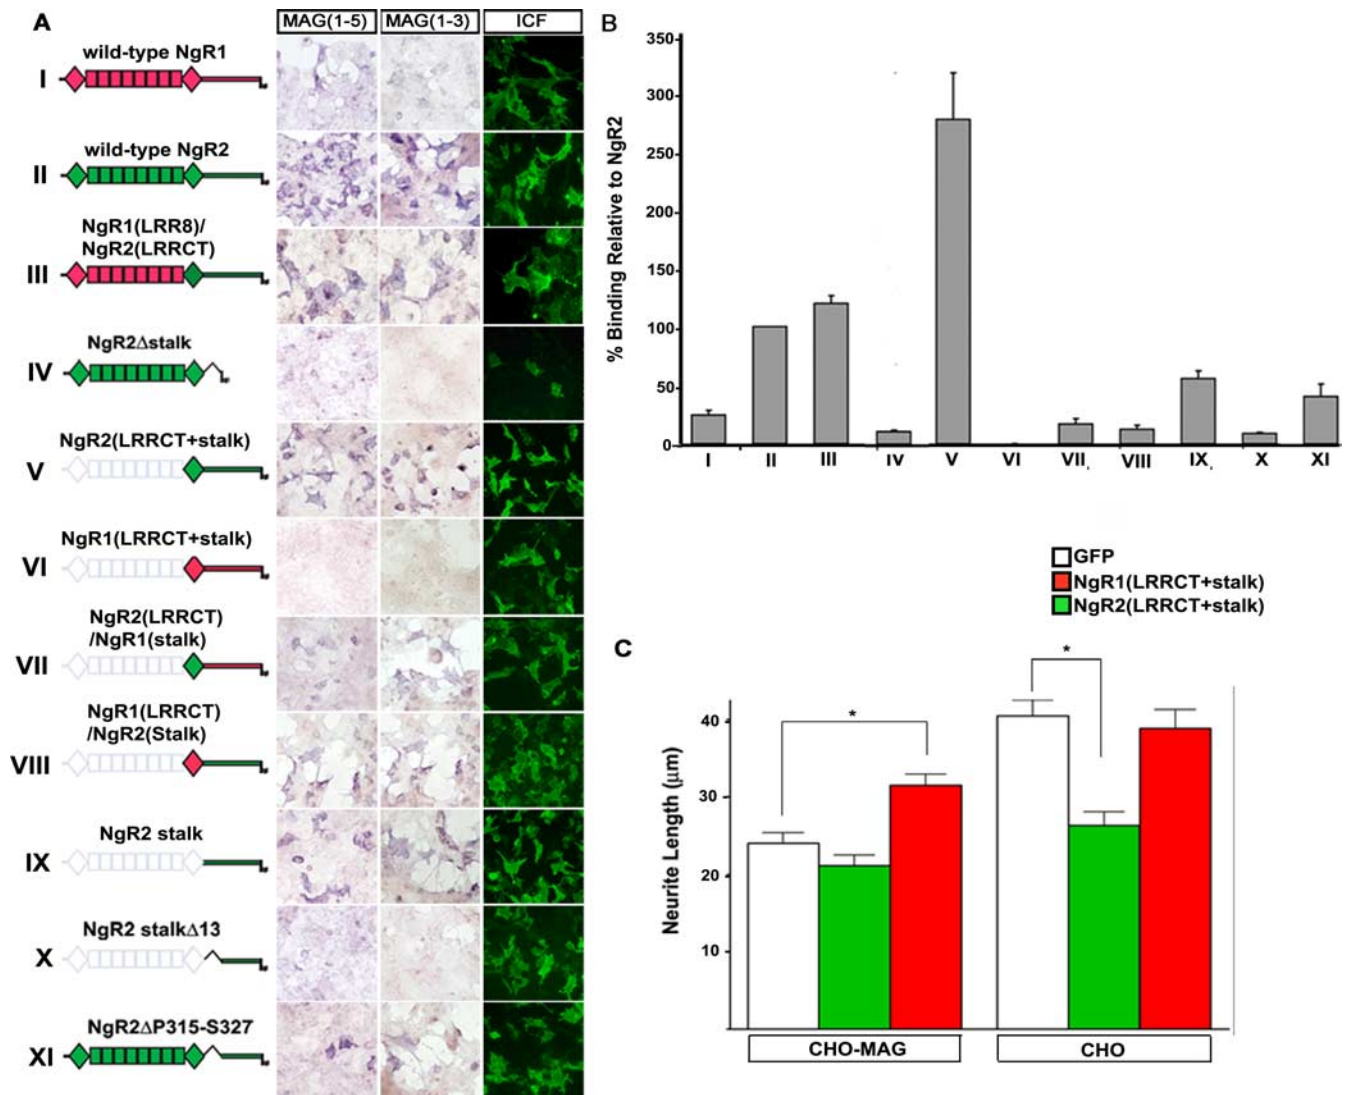 A
MAG(1-5)
MAG(1-3)
ICF
wild-type NgR1
I
wild-type NgR2
II
NgR1(LRR8)/
NgR2(LRRCT)
III
NgR2Δstalk
IV
NgR2(LRRCT+stalk)
V
NgR1(LRRCT+stalk)
VI
NgR2(LRRCT)
/NgR1(stalk)
VII
NgR1(LRRCT)
/NgR2(Stalk)
VIII
NgR2 stalk
IX
NgR2 stalkΔ13
X
NgR2ΔP315-S327
XI
B
% Binding Relative to NgR2
350
300
250
200
150
100
50
0
I II III IV V VI VII VIII IX X XI
GFP
NgR1(LRRCT+stalk)
NgR2(LRRCT+stalk)
C
Neurite Length (µm)
40
30
20
10
*
*
CHO-MAG
CHO